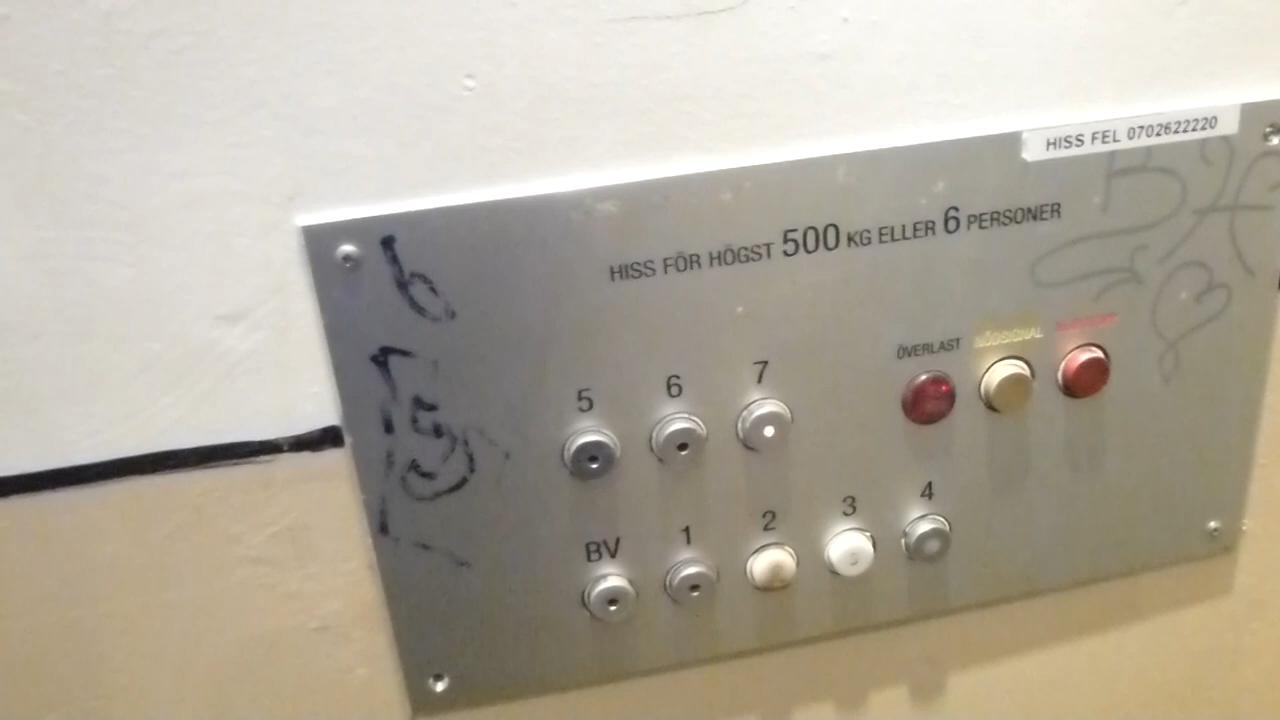 HISS FEL 0702622220
HISS FÖR HÖGST 500 KG ELLER 6 PERSONER
ÖVERLAST NÖDSIGNAL
5 6 7
BV 1 2 3 4